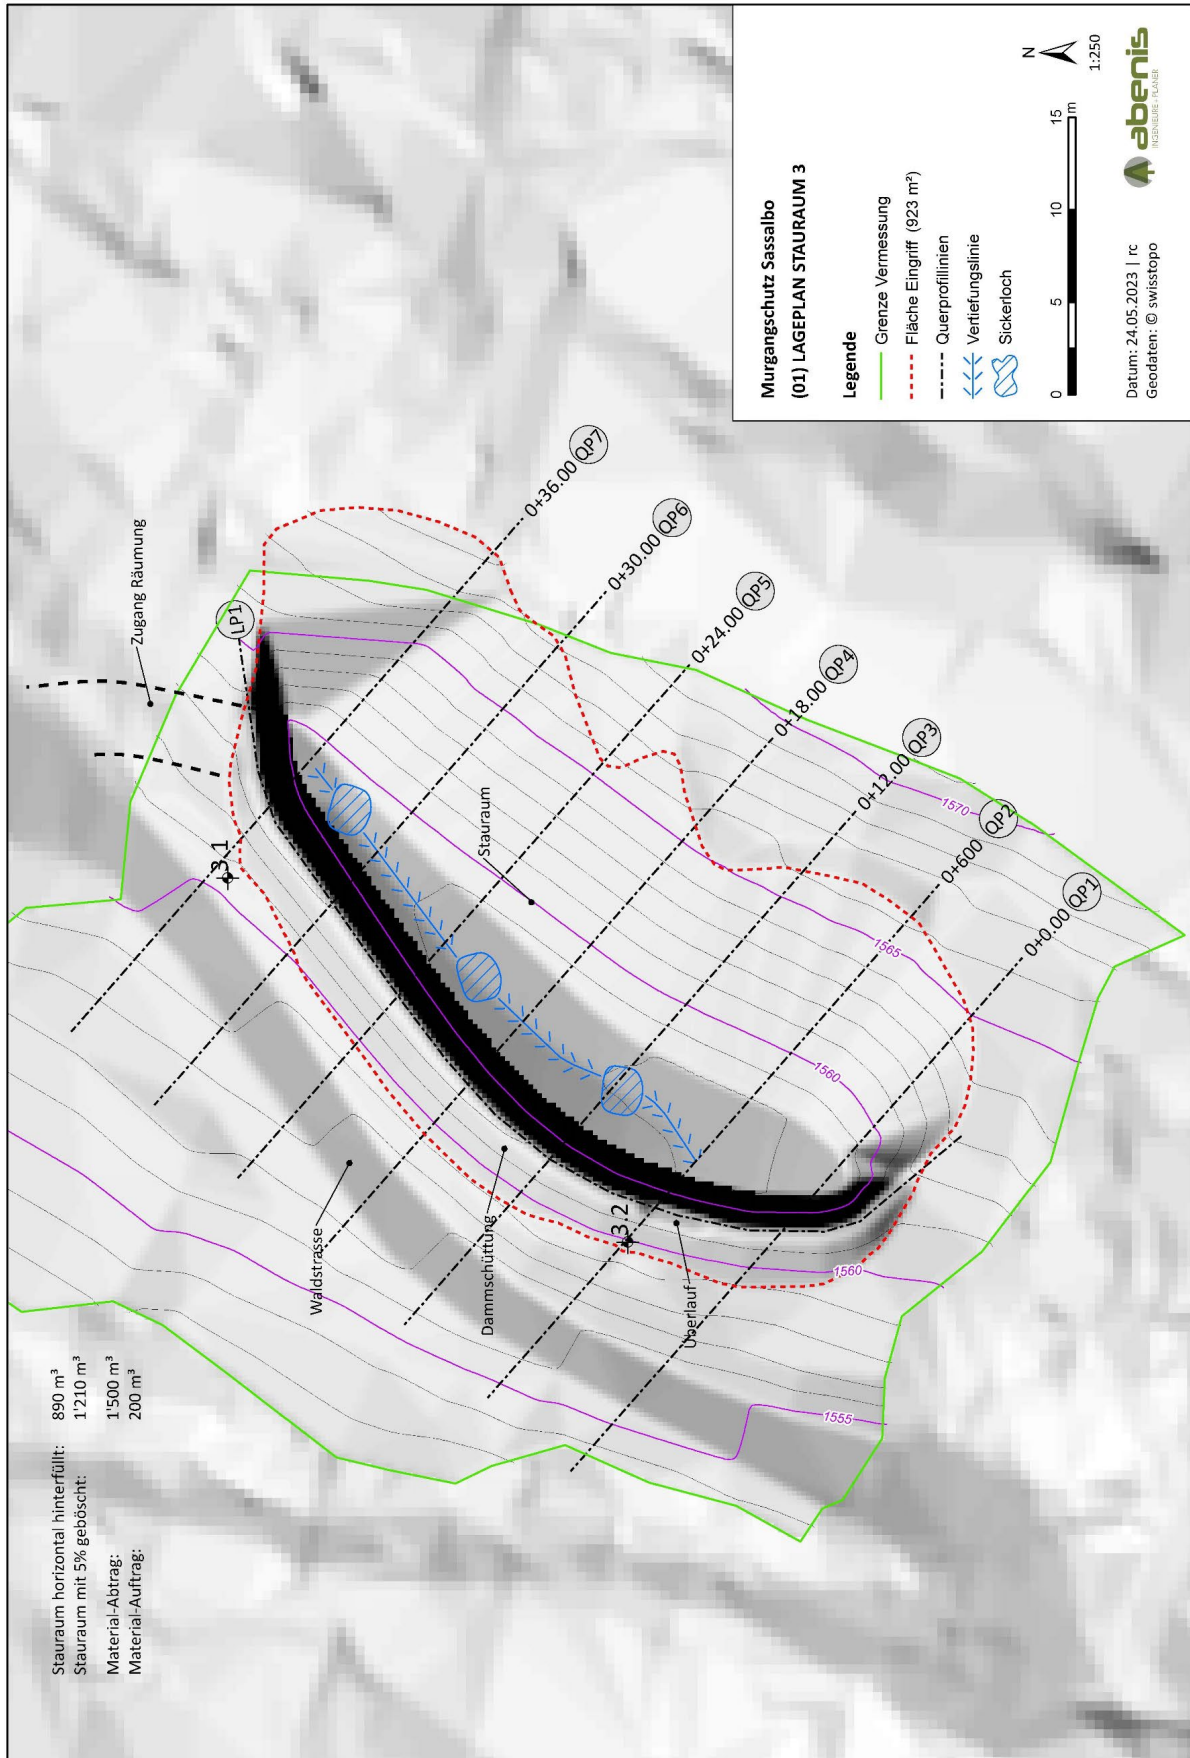 Stauraum horizontal hinterfüllt: 890 m³
Stauraum mit 5% geböscht: 1'210 m³
Material-Abtrag: 1'500 m³
Material-Auftrag: 200 m³
Zugang Räumung
LP1
3.1
Waldstrasse
Stauraum
Dammschüttung
3.2
Überlauf
0+36.00 QP7
0+30.00 QP6
0+24.00 QP5
0+18.00 QP4
0+12.00 QP3
0+600 QP2
0+0.00 QP1
1570
1565
1560
1560
1555
Murgangschutz Sassalbo
(01) LAGEPLAN STAURAUM 3
Legende
Grenze Vermessung
Fläche Eingriff (923 m²)
Querprofillinien
Vertiefungslinie
Sickerloch
0 5 10 15
m
N
1:250
Datum: 24.05.2023 | rc
Geodaten: © swisstopo
abenis
INGENIEURE + PLANER